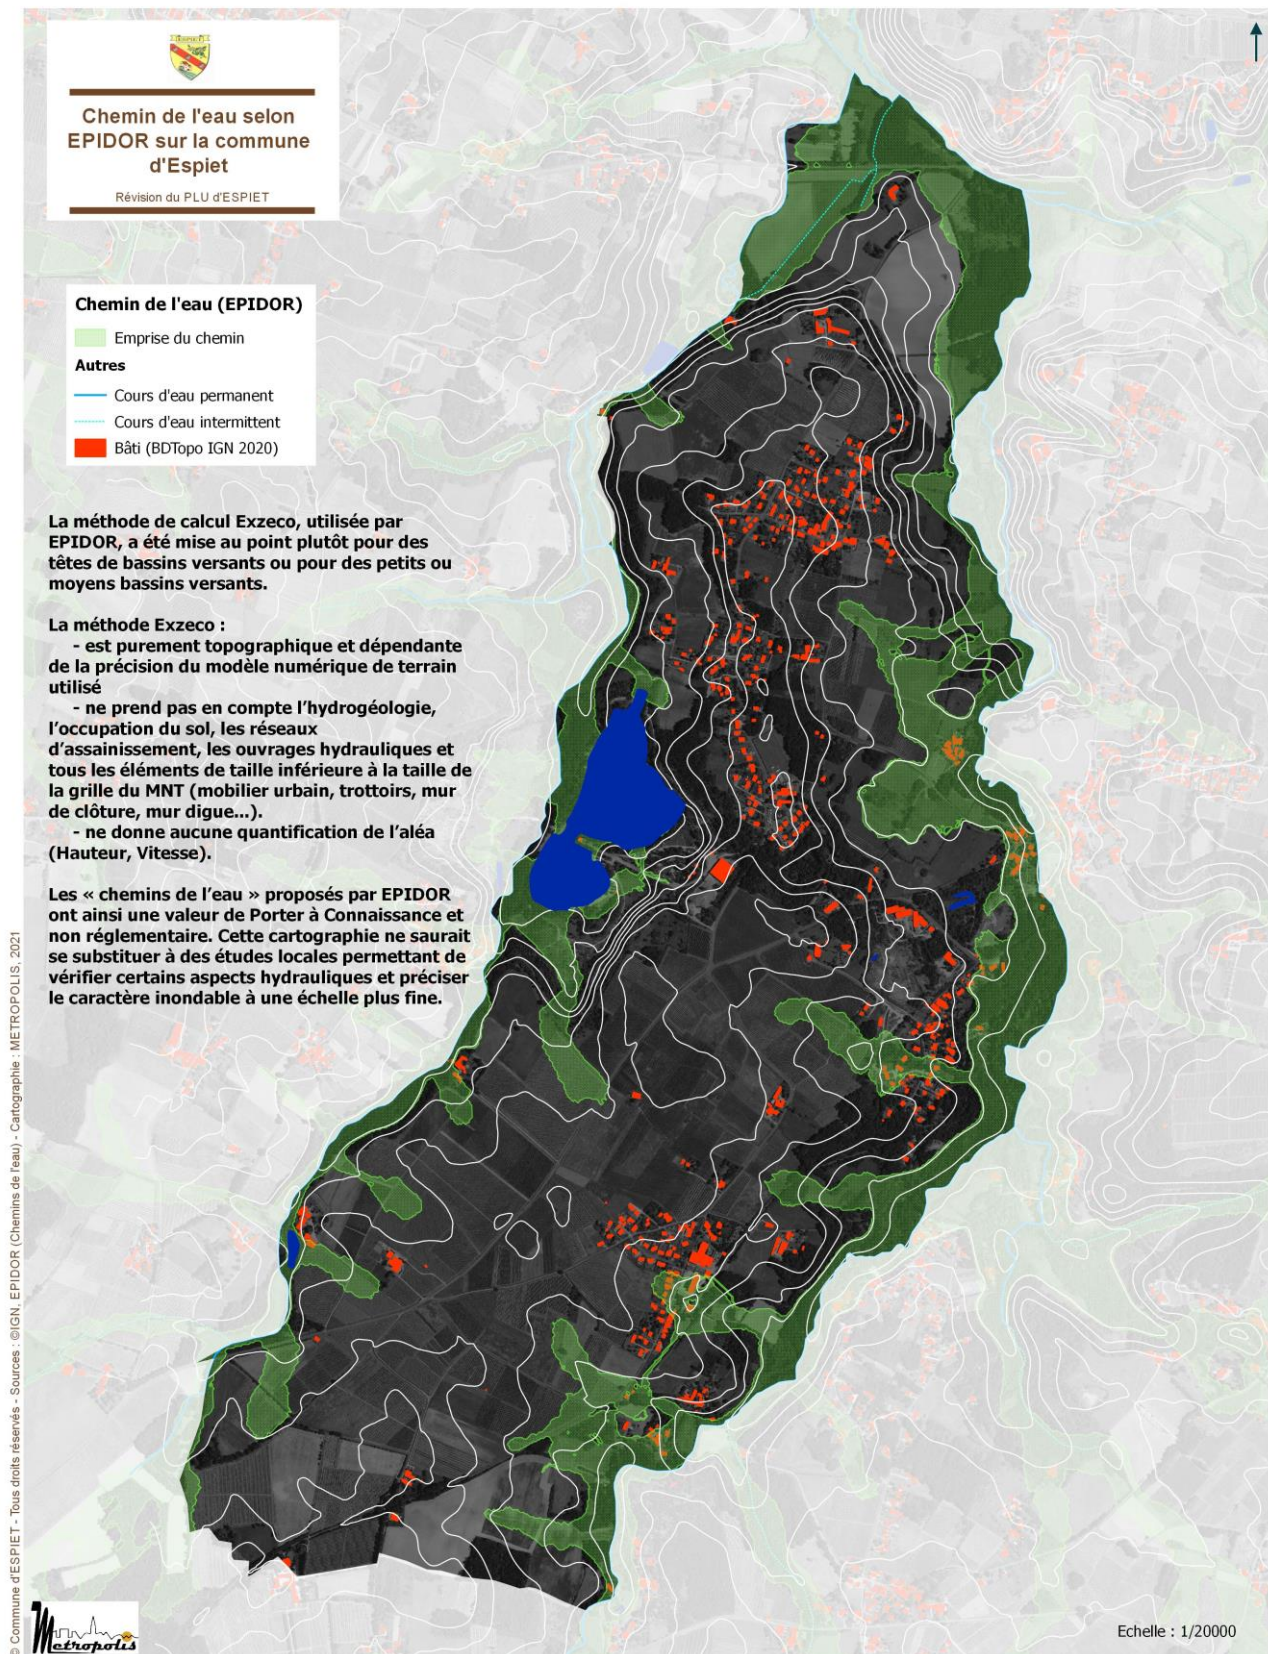 Chemin de l'eau selon
EPIDOR sur la commune
d'Espiet
Révision du PLU d'ESPIET
Chemin de l'eau (EPIDOR)
Emprise du chemin
Autres
Cours d'eau permanent
Cours d'eau intermittent
Bâti (BDTopo IGN 2020)
La méthode de calcul Exzeco, utilisée par
EPIDOR, a été mise au point plutôt pour des
têtes de bassins versants ou pour des petits ou
moyens bassins versants.
La méthode Exzeco :
- est purement topographique et dépendante
de la précision du modèle numérique de terrain
utilisé
- ne prend pas en compte l'hydrogéologie,
l'occupation du sol, les réseaux
d'assainissement, les ouvrages hydrauliques et
tous les éléments de taille inférieure à la taille de
la grille du MNT (mobilier urbain, trottoirs, mur
de clôture, mur digue...).
- ne donne aucune quantification de l'aléa
(Hauteur, Vitesse).
Les « chemins de l'eau » proposés par EPIDOR
ont ainsi une valeur de Porter à Connaissance et
non réglementaire. Cette cartographie ne saurait
se substituer à des études locales permettant de
vérifier certains aspects hydrauliques et préciser
le caractère inondable à une échelle plus fine.
© Commune d'ESPIET - Tous droits réservés - Sources : ©IGN, EPIDOR (Chemins de l'eau) - Cartographie : METROPOLIS, 2021
Metropolis
Echelle : 1/20000